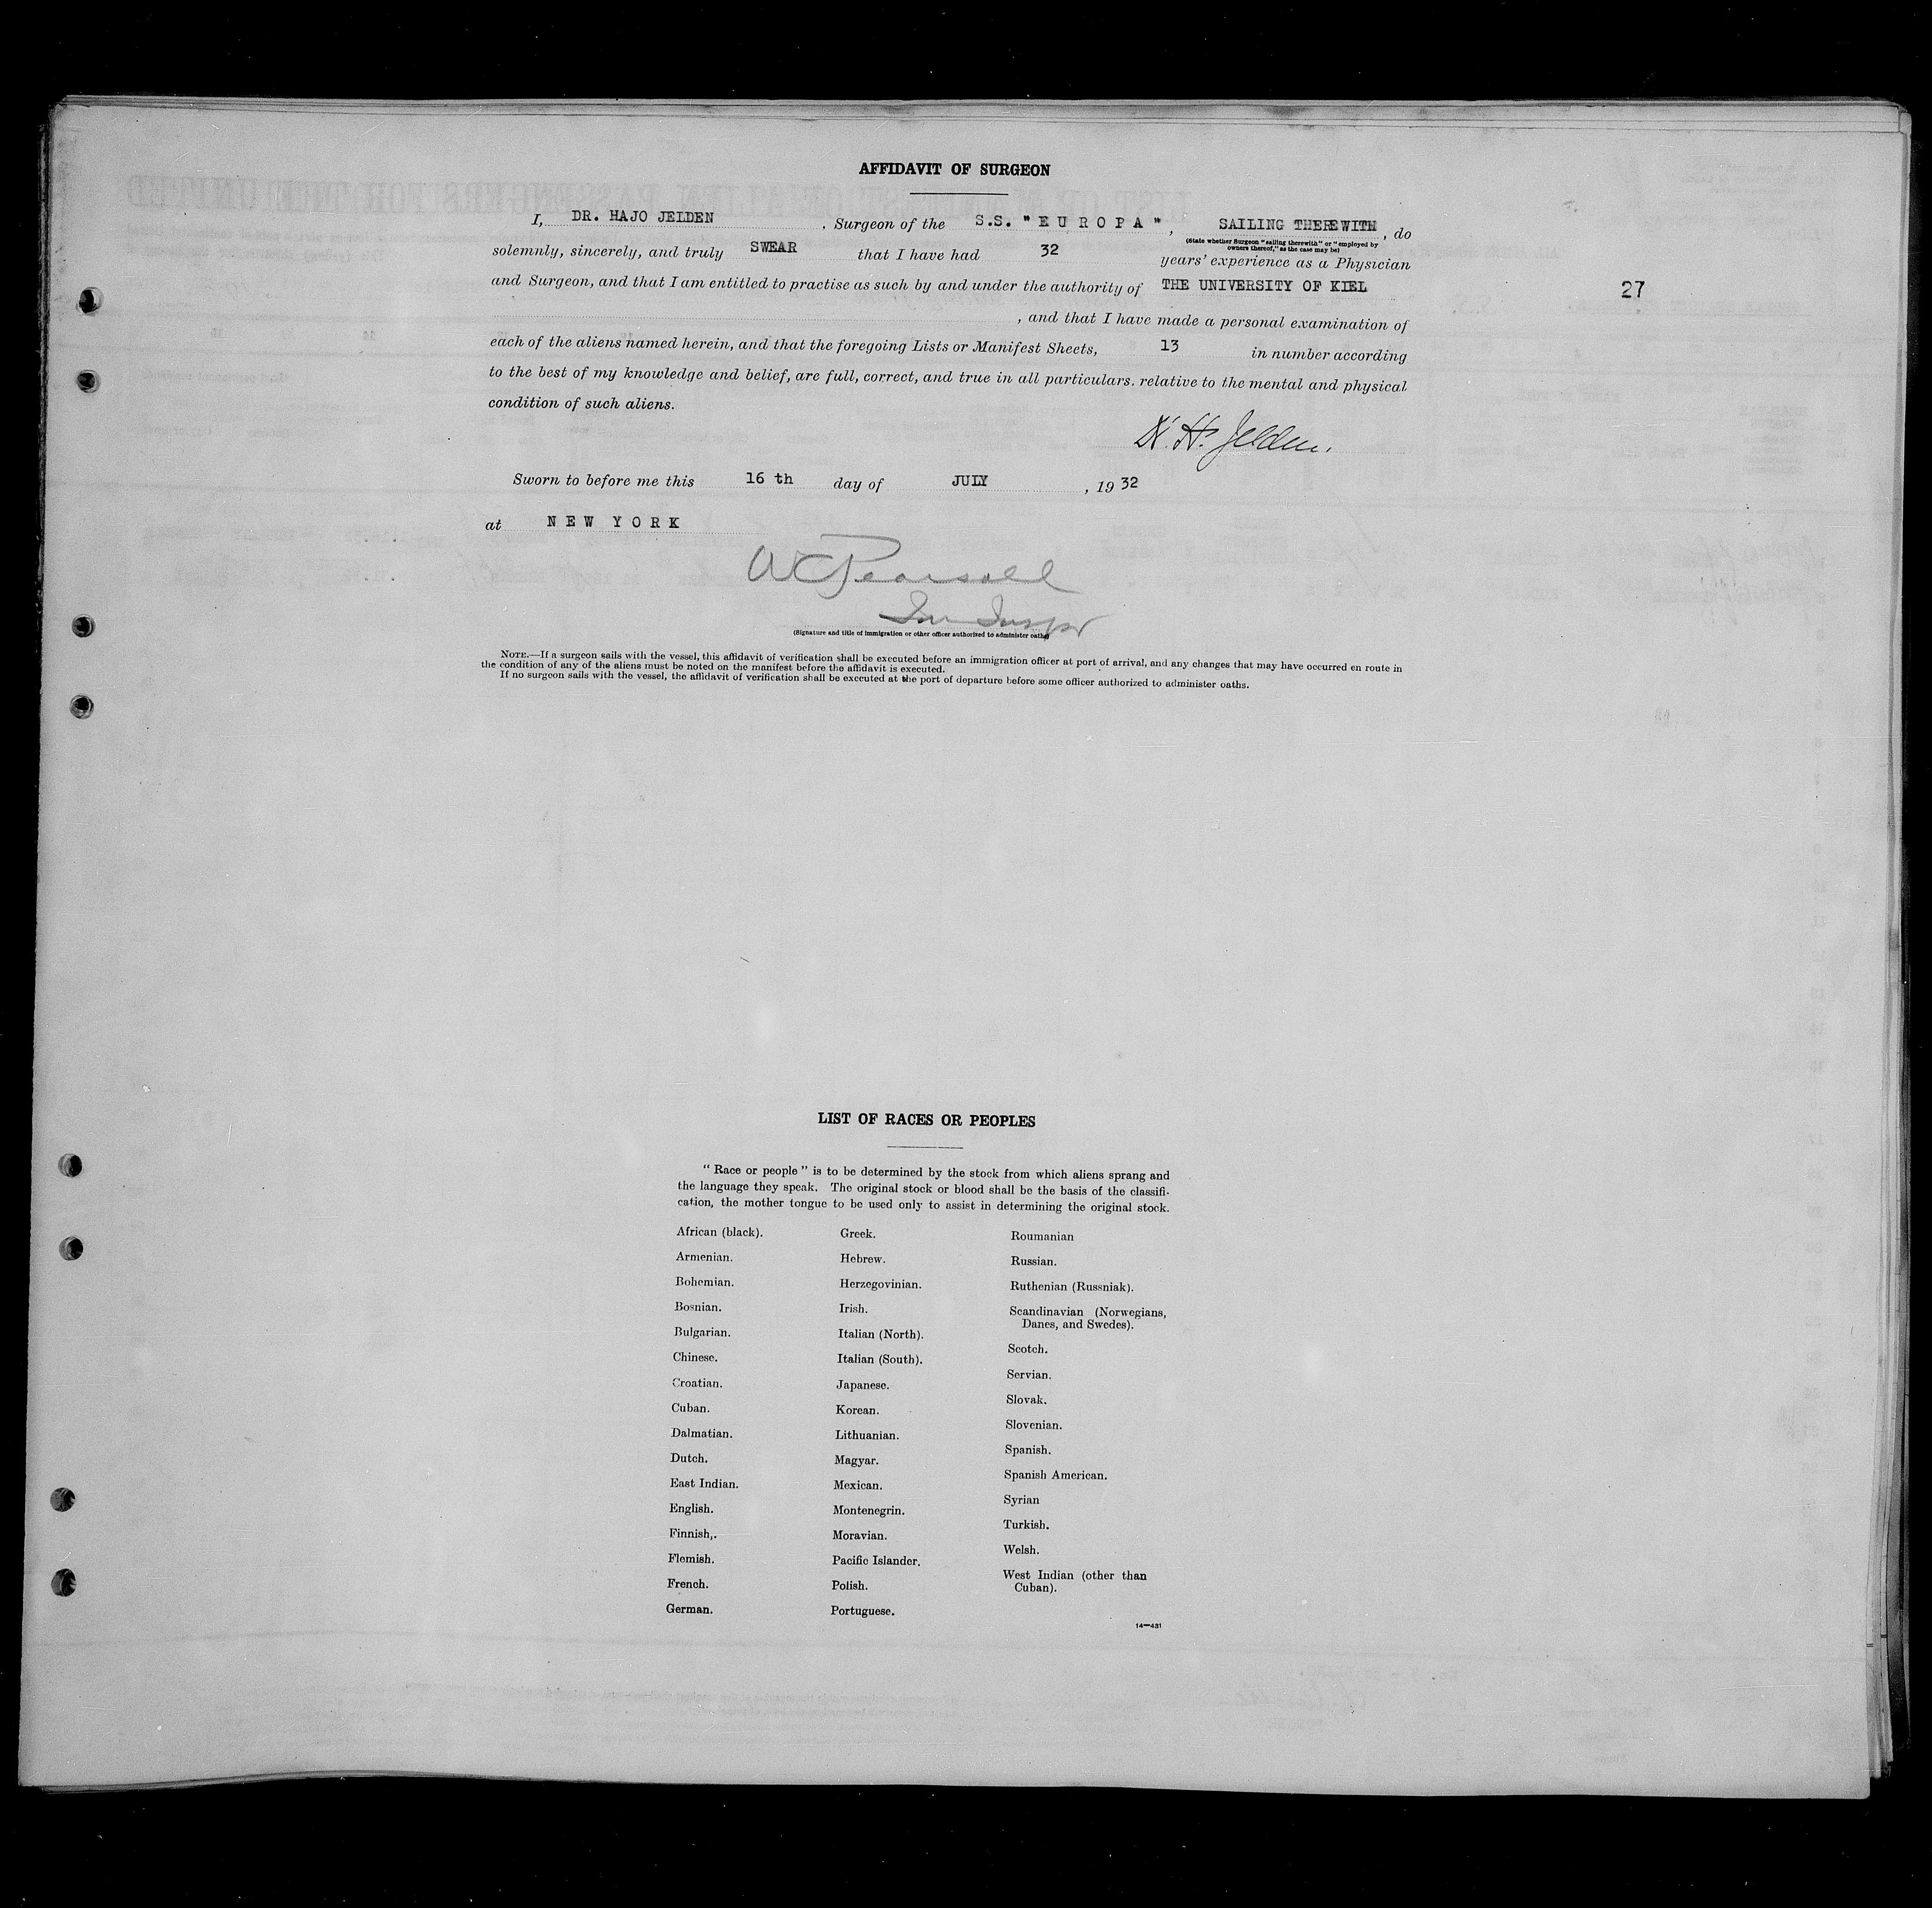 AFFIDAVIT OF SURGEON
I, DR. HAJO JELDEN , Surgeon of the S.S. "E U R O P A" , SAILING THEREWITH , do
(State whether Surgeon "sailing therewith" or "employed by
owners thereof," as the case may be)
solemnly, sincerely, and truly SWEAR that I have had 32 years' experience as a Physician
and Surgeon, and that I am entitled to practise as such by and under the authority of THE UNIVERSITY OF KIEL
27
, and that I have made a personal examination of
each of the aliens named herein, and that the foregoing Lists or Manifest Sheets, 13 in number according
to the best of my knowledge and belief, are full, correct, and true in all particulars. relative to the mental and physical
condition of such aliens.
Dr. H. Jelden.
Sworn to before me this 16 th day of JULY , 19 32
at N E W Y O R K
W C Pearsall
Im Inspr
(Signature and title of immigration or other officer authorized to administer oaths)
NOTE.—If a surgeon sails with the vessel, this affidavit of verification shall be executed before an immigration officer at port of arrival, and any changes that may have occurred en route in
the condition of any of the aliens must be noted on the manifest before the affidavit is executed.
If no surgeon sails with the vessel, the affidavit of verification shall be executed at the port of departure before some officer authorized to administer oaths.
LIST OF RACES OR PEOPLES
"Race or people" is to be determined by the stock from which aliens sprang and
the language they speak. The original stock or blood shall be the basis of the classifi-
cation, the mother tongue to be used only to assist in determining the original stock.
African (black).
Armenian.
Bohemian.
Bosnian.
Bulgarian.
Chinese.
Croatian.
Cuban.
Dalmatian.
Dutch.
East Indian.
English.
Finnish,.
Flemish.
French.
German.
Greek.
Hebrew.
Herzegovinian.
Irish.
Italian (North).
Italian (South).
Japanese.
Korean.
Lithuanian.
Magyar.
Mexican.
Montenegrin.
Moravian.
Pacific Islander.
Polish.
Portuguese.
Roumanian
Russian.
Ruthenian (Russniak).
Scandinavian (Norwegians,
Danes, and Swedes).
Scotch.
Servian.
Slovak.
Slovenian.
Spanish.
Spanish American.
Syrian
Turkish.
Welsh.
West Indian (other than
Cuban).
14—431